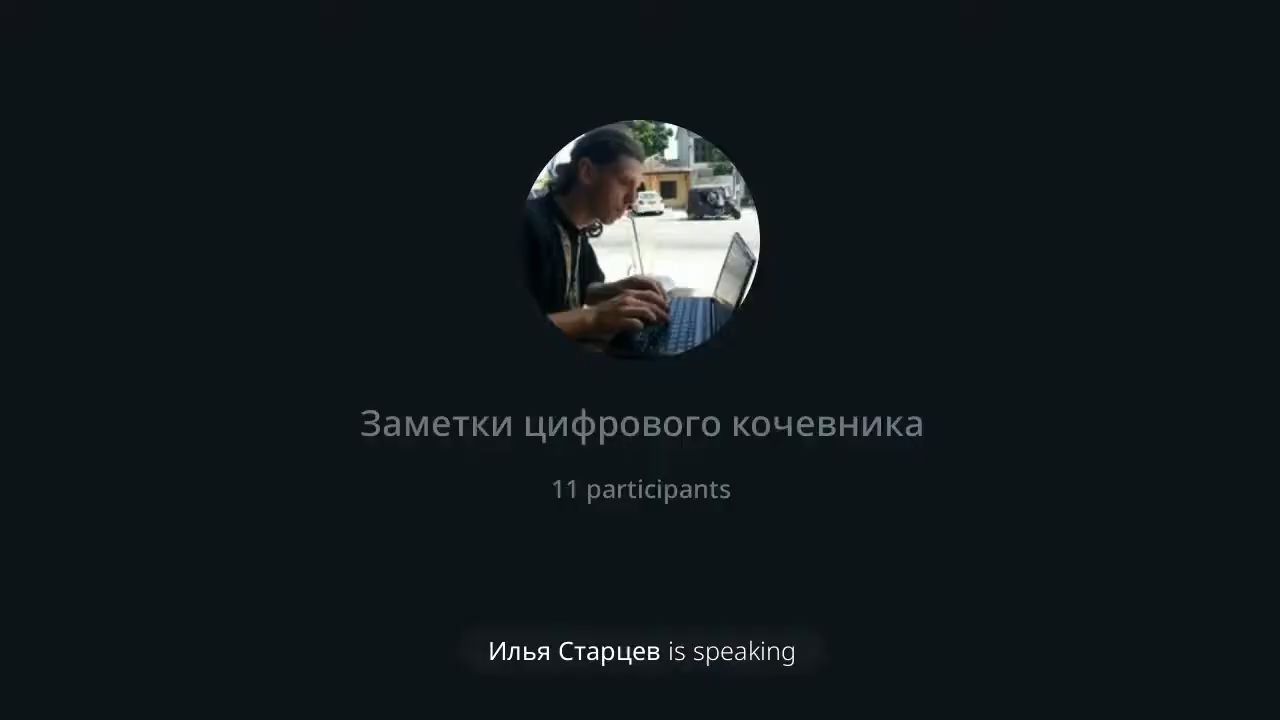 Заметки цифрового кочевника
11 participants
Илья Старцев is speaking